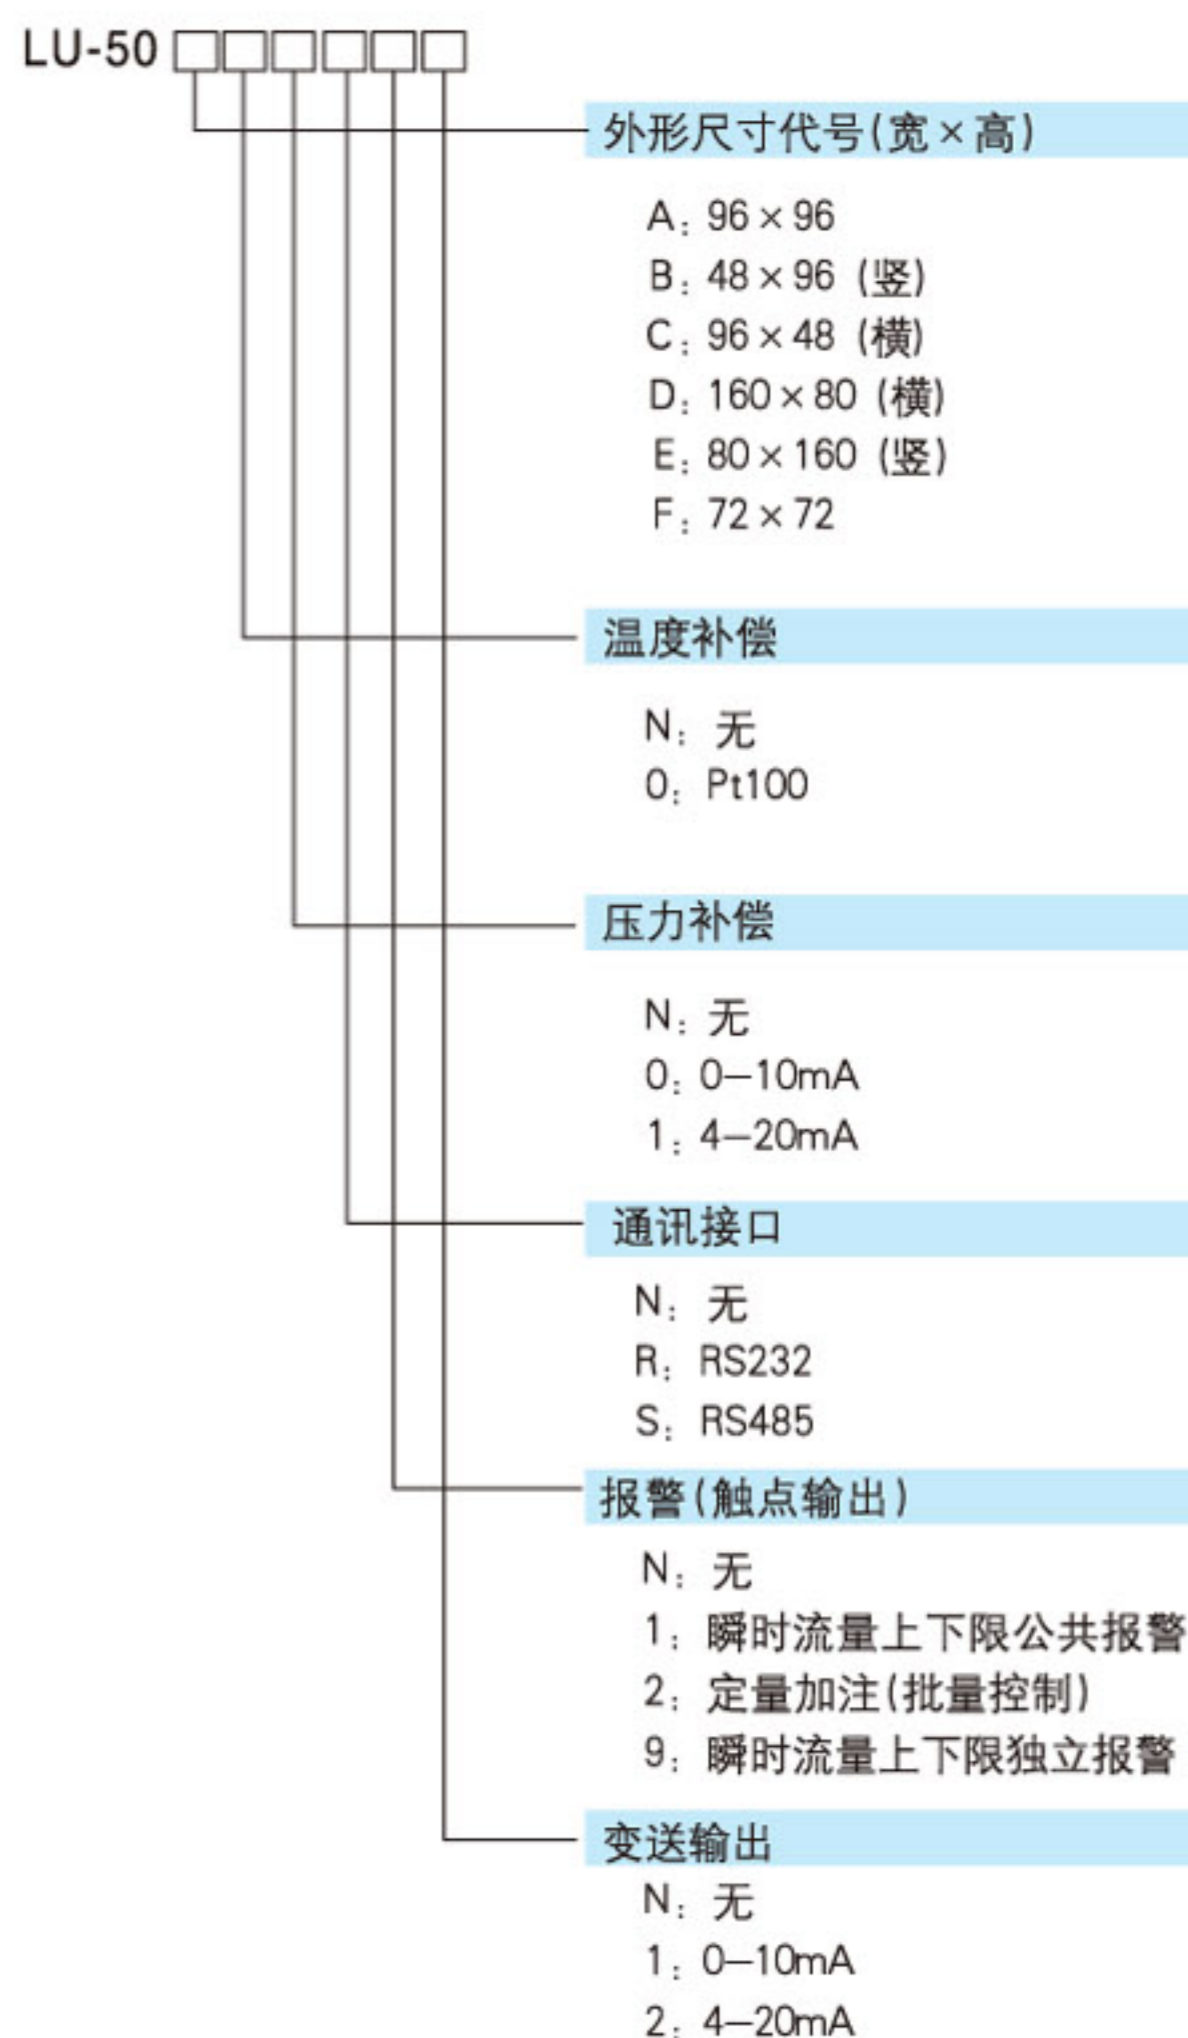 LU-50 □□□□□□
外形尺寸代号(宽×高)
A: 96×96
B: 48×96 (竖)
C: 96×48 (横)
D: 160×80 (横)
E: 80×160 (竖)
F: 72×72
温度补偿
N: 无
0: Pt100
压力补偿
N: 无
0: 0—10mA
1: 4—20mA
通讯接口
N: 无
R: RS232
S: RS485
报警(触点输出)
N: 无
1: 瞬时流量上下限公共报警
2: 定量加注(批量控制)
9: 瞬时流量上下限独立报警
变送输出
N: 无
1: 0—10mA
2: 4—20mA